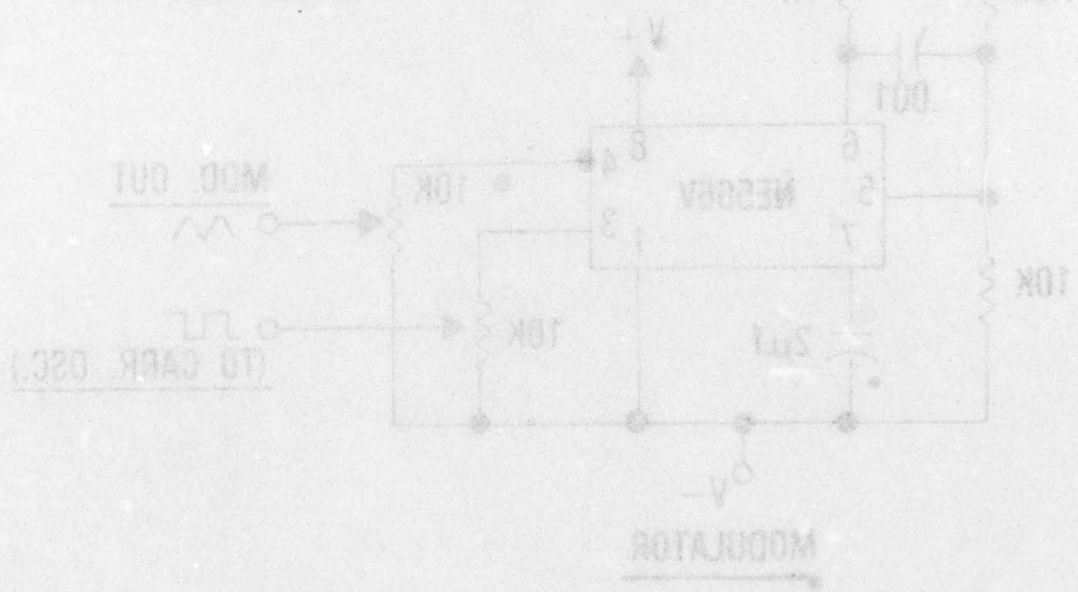 V+
.001
6
8
4
10K
MOD. OUT
5
NE566V
7
1
3
10K
2µf
10K
(TO CARR. OSC.)
V-
MODULATOR